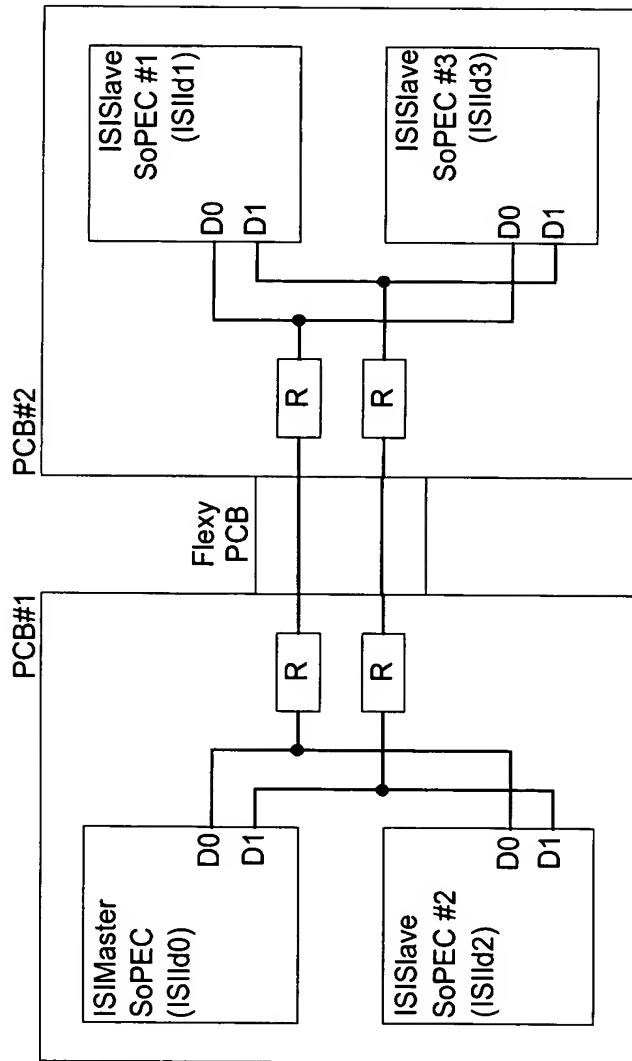 PCB#1
ISIMaster
SoPEC
(ISIId0)
D0
D1
ISISlave
SoPEC #2
(ISIId2)
D0
D1
R
R
Flexy
PCB
PCB#2
R
R
ISISlave
SoPEC #1
(ISIId1)
D0
D1
ISISlave
SoPEC #3
(ISIId3)
D0
D1